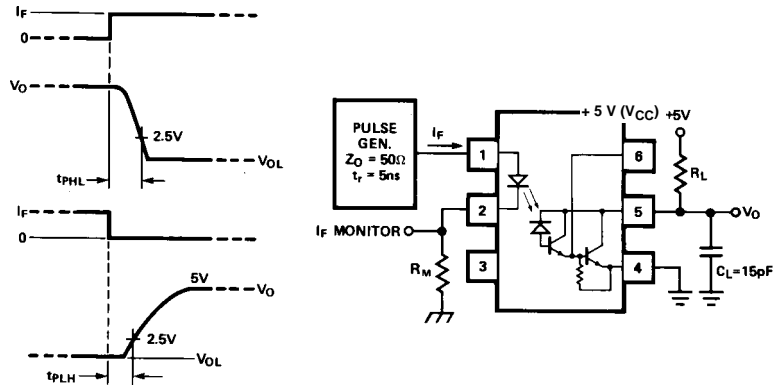 IF
0
VO
2.5V
VOL
tPHL
IF
0
5V
VO
2.5V
VOL
tPLH
PULSE
GEN.
ZO = 50Ω
tr = 5ns
IF
IF MONITOR
RM
1
2
3
+ 5 V (VCC)
+5V
6
5
4
RL
VO
CL=15pF